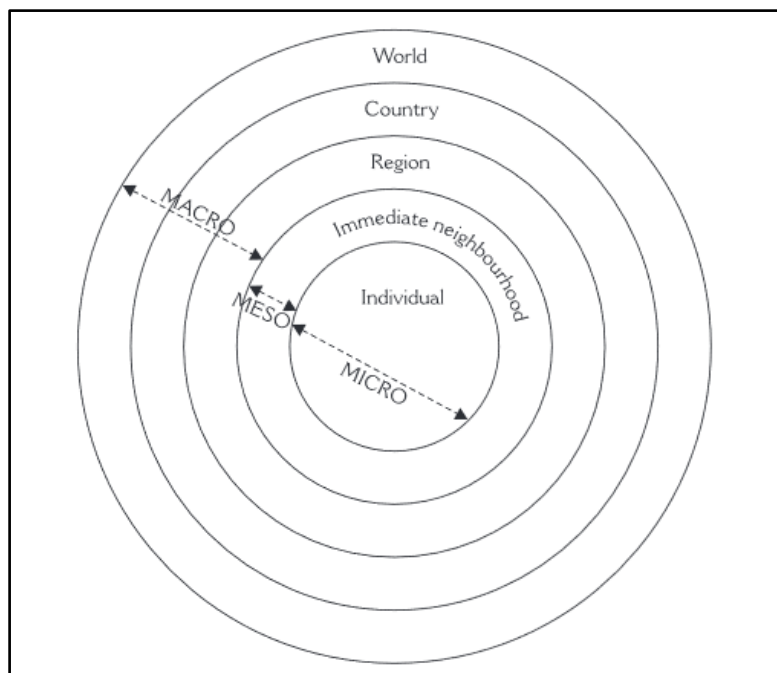 World
Country
Region
MACRO
Immediate neighbourhood
MESO
Individual
MICRO